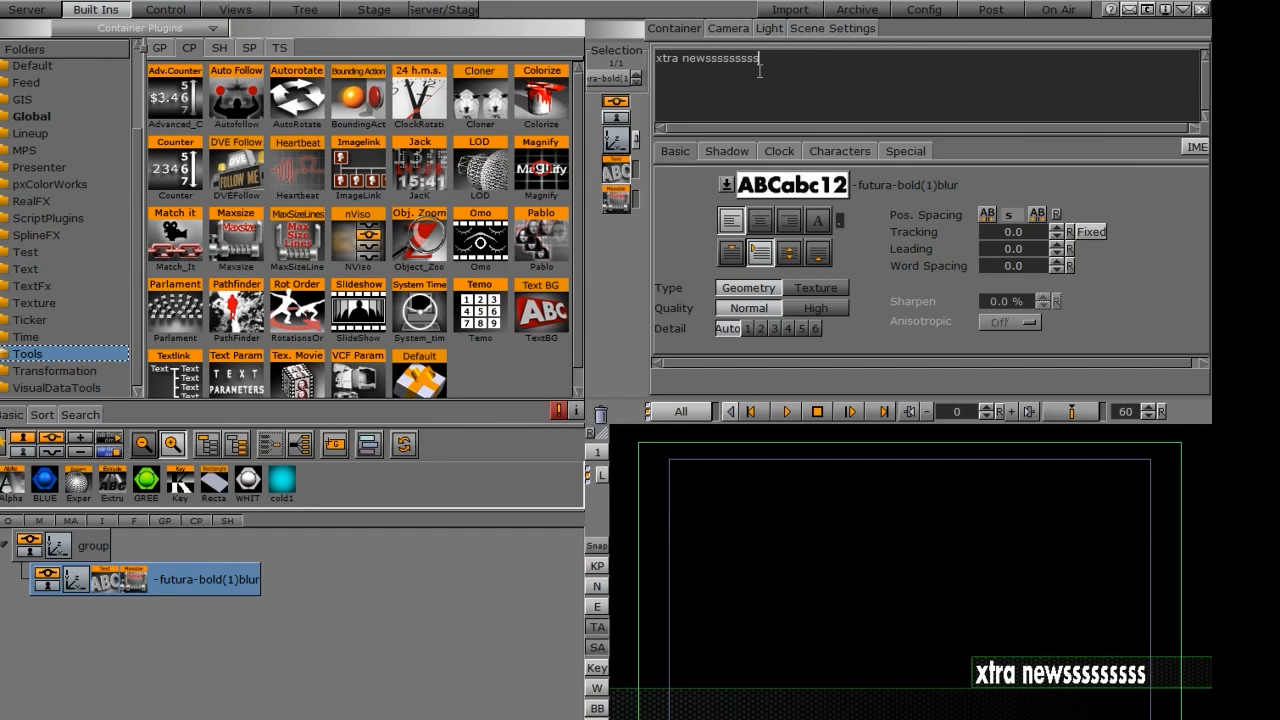 Server Built Ins Control Views Tree Stage Server/Stage Import Archive Config Post On Air
Container Plugins
Folders GP CP SH SP TS
Default
Feed
GIS
Global
Lineup
MPS
Presenter
pxColorWorks
RealFX
ScriptPlugins
SplineFX
Test
Text
TextFx
Texture
Ticker
Time
Tools
Transformation
VisualDataTools
Adv.Counter Auto Follow Autorotate Bounding Action 24 h.m.s. Cloner Colorize
Advanced_C Autofollow AutoRotate BoundingAct ClockRotati Cloner Colorize
Counter DVE Follow Heartbeat Imagelink Jack LOD Magnify
Counter DVEFollow Heartbeat ImageLink JacK LOD Magnify
Match it Maxsize MaxSizeLines nViso Obj. Zoom Omo Pablo
Match_It Maxsize MaxSizeLine NViso Object_Zoo Omo Pablo
Parlament Pathfinder Rot Order Slideshow System Time Temo Text BG
Parlament PathFinder RotationsOr SlideShow System_tim Temo TextBG
Textlink Text Param Tex. Movie VCF Param Default
Container Camera Light Scene Settings
Selection
1/1
ura-bold(1
xtra newsssssssss
IME
Basic Shadow Clock Characters Special
ABCabc12 -futura-bold(1)blur
Pos. Spacing AB s AB R
Tracking 0.0 R Fixed
Leading 0.0 R
Word Spacing 0.0 R
Type Geometry Texture
Quality Normal High
Sharpen 0.0 % R
Detail Auto 1 2 3 4 5 6
Anisotropic Off
All 0 R 60 R
asic Sort Search
Alpha BLUE Exper Extru GREE Key Recta WHIT cold1
O M MA I F GP CP SH
group
-futura-bold(1)blur
R
1
L
Snap
KP
N
E
TA
SA
Key
W
BB
xtra newsssssssss